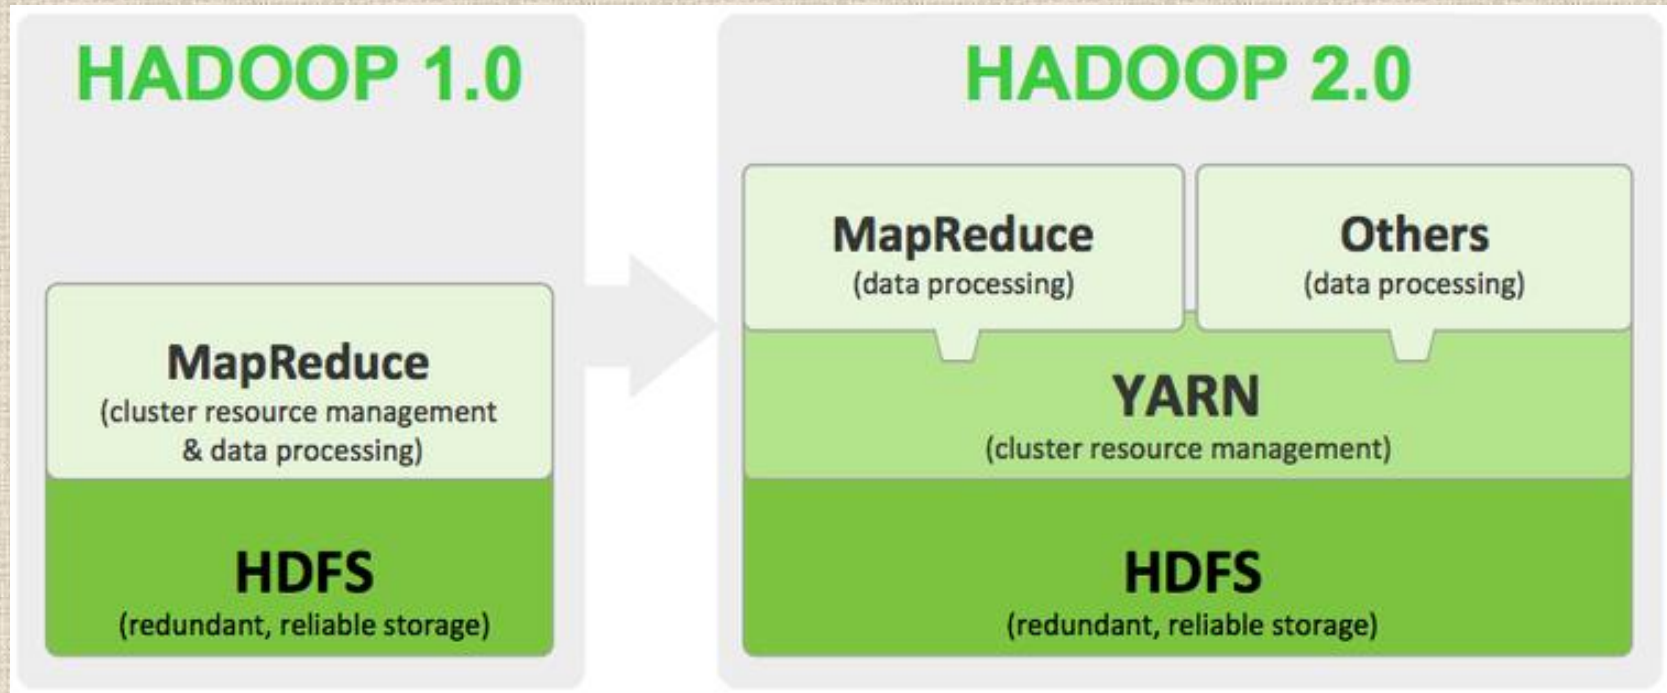 HADOOP 1.0
MapReduce
(cluster resource management
& data processing)
HDFS
(redundant, reliable storage)
HADOOP 2.0
MapReduce
(data processing)
Others
(data processing)
YARN
(cluster resource management)
HDFS
(redundant, reliable storage)